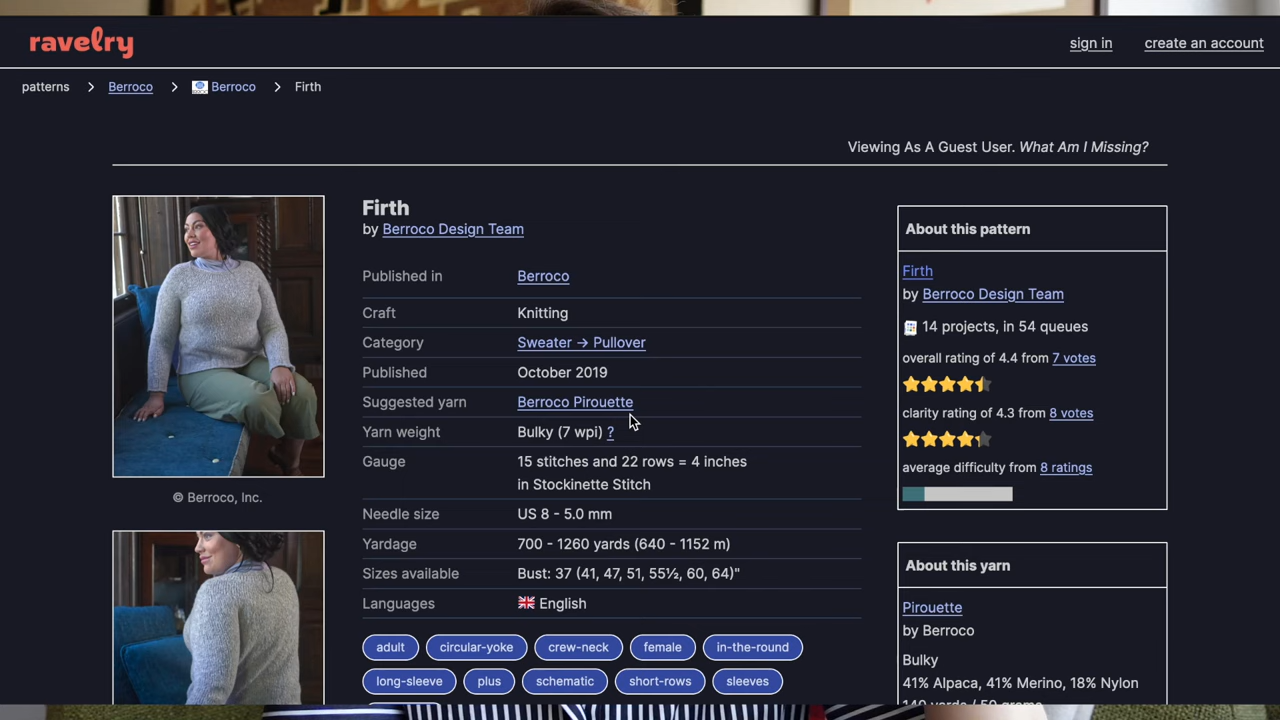 ravelry
sign in
create an account
patterns > Berroco > Berroco > Firth
Viewing As A Guest User. What Am I Missing?
© Berroco, Inc.
Firth
by Berroco Design Team
Published in Berroco
Craft Knitting
Category Sweater → Pullover
Published October 2019
Suggested yarn Berroco Pirouette
Yarn weight Bulky (7 wpi) ?
Gauge 15 stitches and 22 rows = 4 inches
in Stockinette Stitch
Needle size US 8 - 5.0 mm
Yardage 700 - 1260 yards (640 - 1152 m)
Sizes available Bust: 37 (41, 47, 51, 55½, 60, 64)"
Languages English
adult circular-yoke crew-neck female in-the-round
long-sleeve plus schematic short-rows sleeves
About this pattern
Firth
by Berroco Design Team
14 projects, in 54 queues
overall rating of 4.4 from 7 votes
clarity rating of 4.3 from 8 votes
average difficulty from 8 ratings
About this yarn
Pirouette
by Berroco
Bulky
41% Alpaca, 41% Merino, 18% Nylon
140 yards / 50 grams